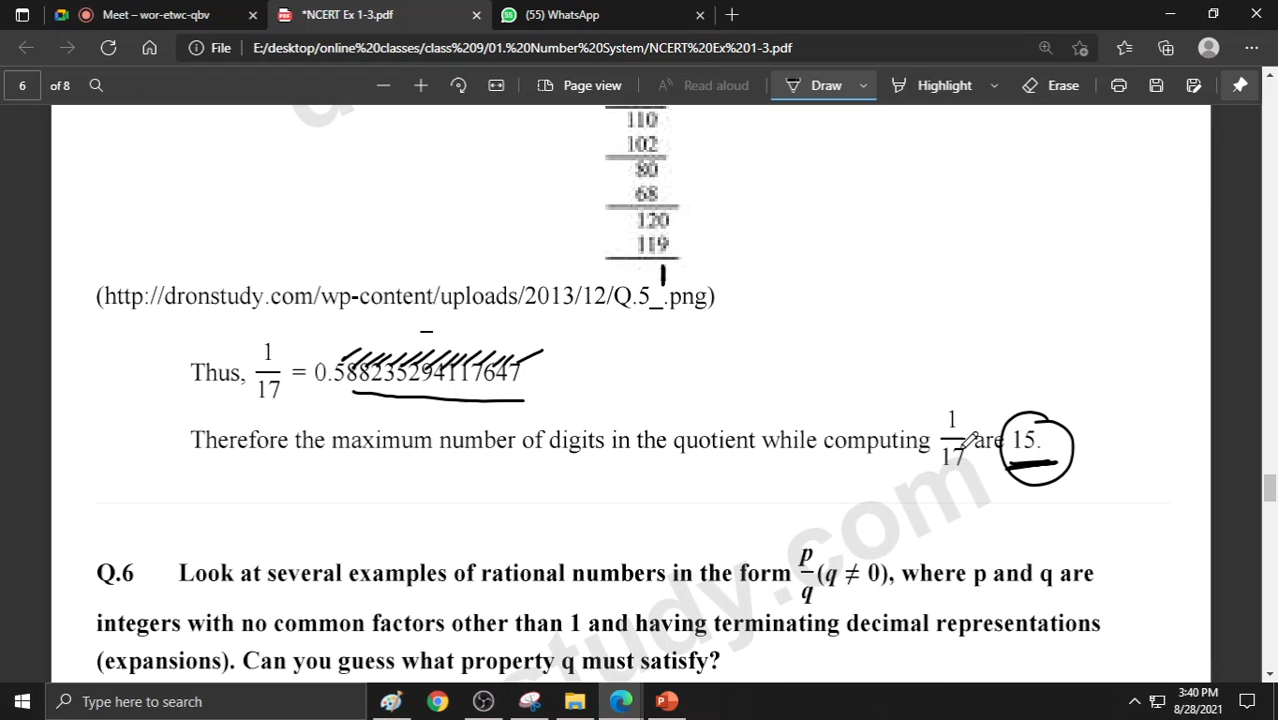 Meet – wor-etwc-qbv
*NCERT Ex 1-3.pdf
(55) WhatsApp
File E:/desktop/online%20classes/class%209/01.%20Number%20System/NCERT%20Ex%201-3.pdf
6 of 8
Page view
Read aloud
Draw
Highlight
Erase
110
102
80
68
120
119
1
(http://dronstudy.com/wp-content/uploads/2013/12/Q.5_.png)
Thus, 1/17 = 0.588235294117647
Therefore the maximum number of digits in the quotient while computing 1/17 are 15.
Q.6 Look at several examples of rational numbers in the form p/q (q ≠ 0), where p and q are
integers with no common factors other than 1 and having terminating decimal representations
(expansions). Can you guess what property q must satisfy?
study.com
Type here to search
3:40 PM
8/28/2021